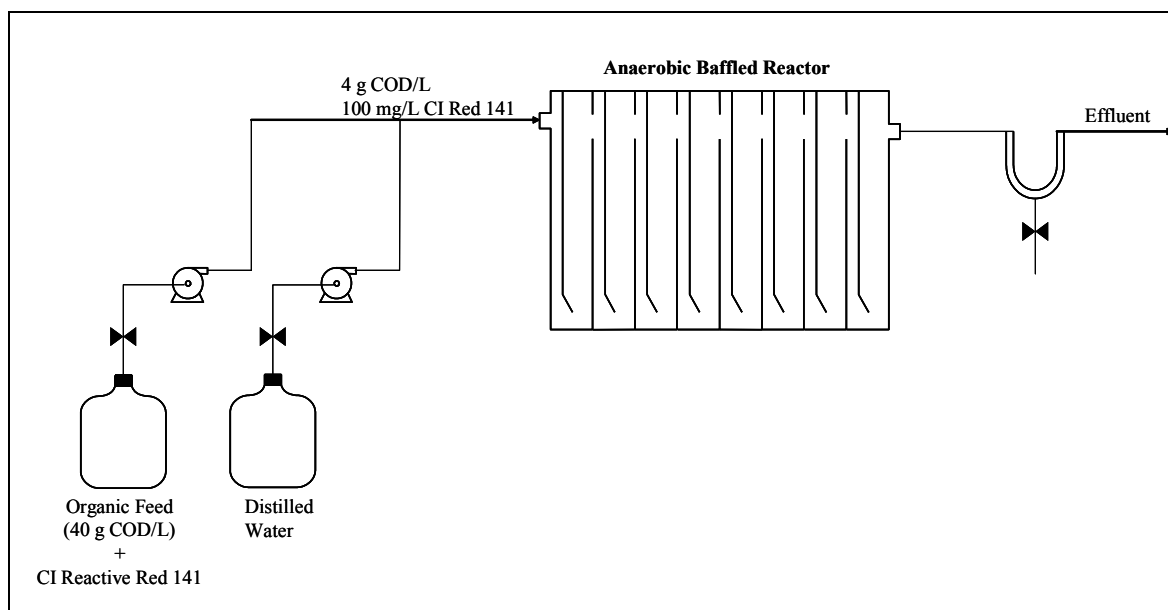 Anaerobic Baffled Reactor
4 g COD/L
100 mg/L CI Red 141
Effluent
Organic Feed
(40 g COD/L)
+
CI Reactive Red 141
Distilled
Water